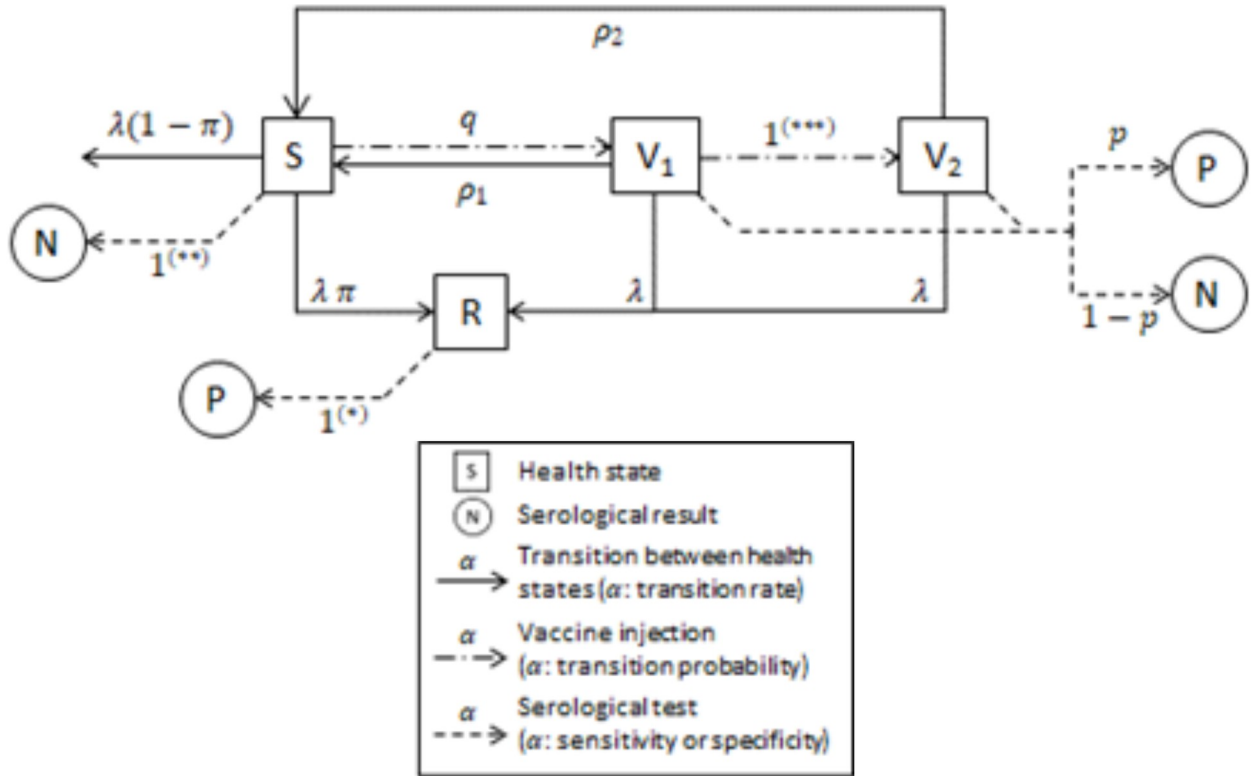 ρ₂
λ(1 − π)
q
1⁽***⁾
p
S
V₁
V₂
P
ρ₁
N
1⁽**⁾
λ π
R
λ
λ
N
1 − p
P
1⁽*⁾
S Health state
N Serological result
α Transition between health
states (α: transition rate)
α Vaccine injection
(α: transition probability)
α Serological test
(α: sensitivity or specificity)